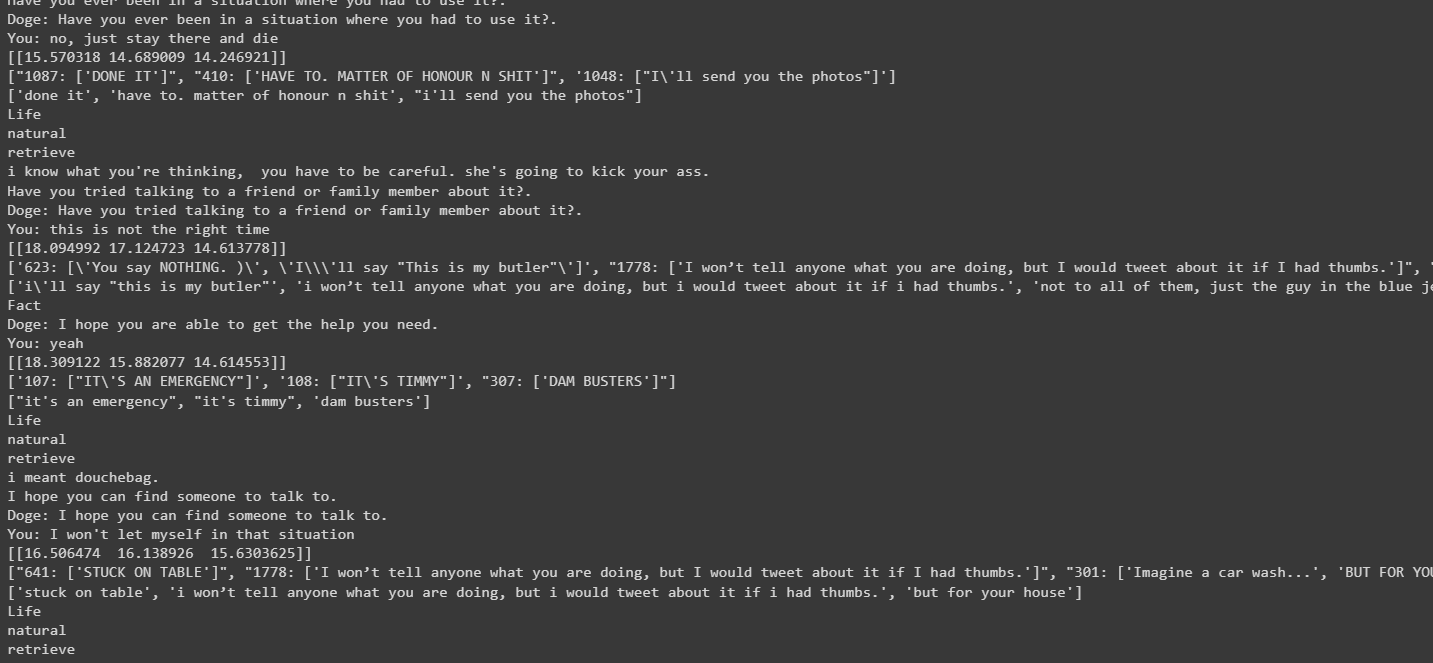 Have you ever been in a situation where you had to use it?.
Doge: Have you ever been in a situation where you had to use it?.
You: no, just stay there and die
[[15.570318 14.689009 14.246921]]
["1087: ['DONE IT']", "410: ['HAVE TO. MATTER OF HONOUR N SHIT']", '1048: ["I\'ll send you the photos"]']
['done it', 'have to. matter of honour n shit', "i'll send you the photos"]
Life
natural
retrieve
i know what you're thinking,  you have to be careful. she's going to kick your ass.
Have you tried talking to a friend or family member about it?.
Doge: Have you tried talking to a friend or family member about it?.
You: this is not the right time
[[18.094992 17.124723 14.613778]]
['623: [\'You say NOTHING. )\', \'I\\\'ll say "This is my butler"\']', "1778: ['I won’t tell anyone what you are doing, but I would tweet about it if I had thumbs.']", '
['i\'ll say "this is my butler"', 'i won’t tell anyone what you are doing, but i would tweet about it if i had thumbs.', 'not to all of them, just the guy in the blue je
Fact
Doge: I hope you are able to get the help you need.
You: yeah
[[18.309122 15.882077 14.614553]]
['107: ["IT\'S AN EMERGENCY"]', '108: ["IT\'S TIMMY"]', "307: ['DAM BUSTERS']"]
["it's an emergency", "it's timmy", 'dam busters']
Life
natural
retrieve
i meant douchebag.
I hope you can find someone to talk to.
Doge: I hope you can find someone to talk to.
You: I won't let myself in that situation
[[16.506474  16.138926  15.6303625]]
["641: ['STUCK ON TABLE']", "1778: ['I won’t tell anyone what you are doing, but I would tweet about it if I had thumbs.']", "301: ['Imagine a car wash...', 'BUT FOR YOU
['stuck on table', 'i won’t tell anyone what you are doing, but i would tweet about it if i had thumbs.', 'but for your house']
Life
natural
retrieve